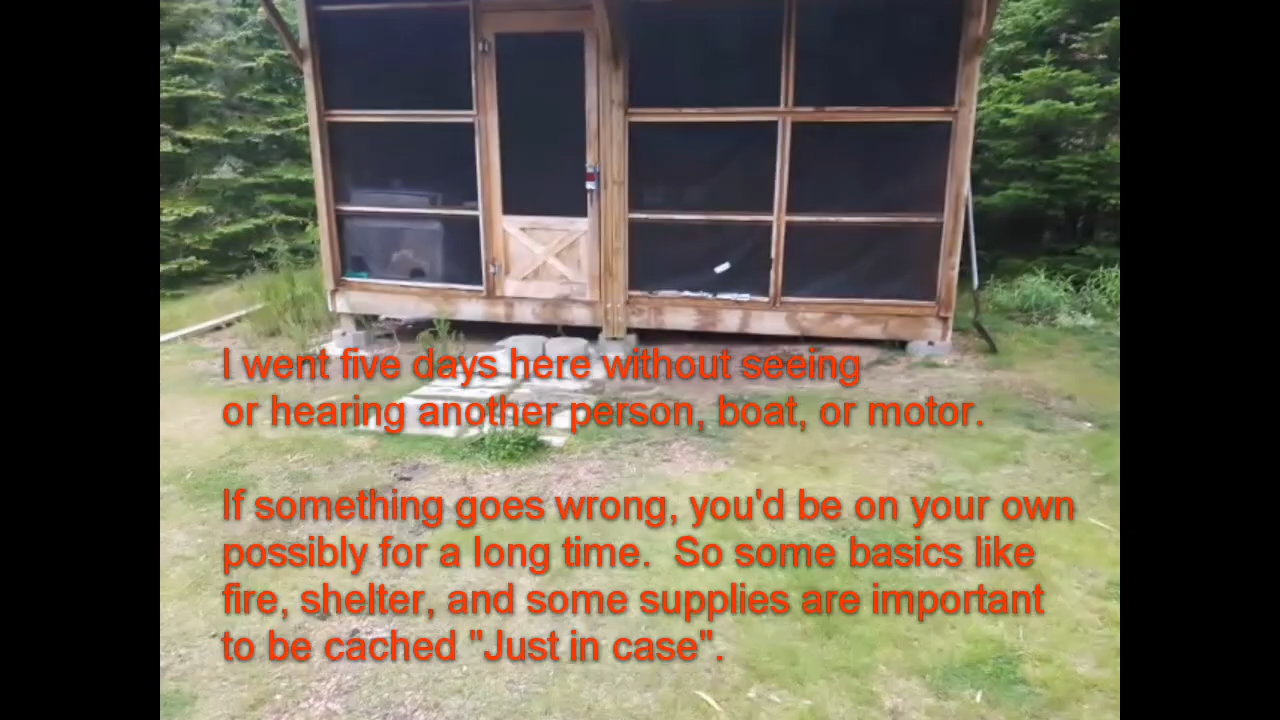 I went five days here without seeing
or hearing another person, boat, or motor.
If something goes wrong, you'd be on your own
possibly for a long time.  So some basics like
fire, shelter, and some supplies are important
to be cached "Just in case".